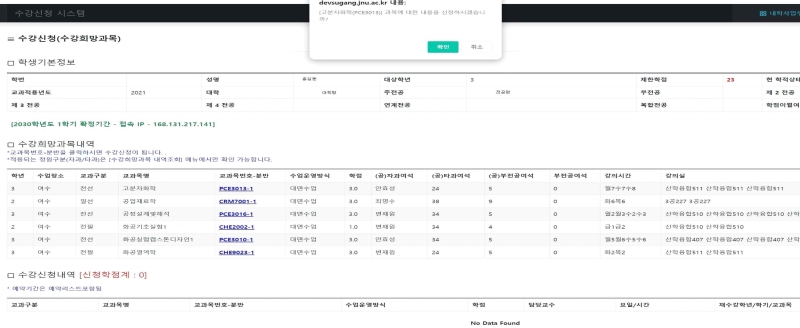 devsugang.jnu.ac.kr 내용:
[고분자화학(PCE3013)] 과목에 대한 내용을 신청하시겠습니까?
확인 취소
수강신청 시스템
수강신청(수강희망과목)
학생기본정보
학번 성명 홍길동 대상학년 3 제한학점 23 현 학적상태
교과적용년도 2021 대학 대학명 주전공 전공명 부전공 제 2 전공
제 3 전공 제 4 전공 연계전공 복합전공 학점이월여
[2030학년도 1학기 확정기간 - 접속 IP - 168.131.217.141]
수강희망과목내역
*교과목번호-분반을 클릭하시면 수강신청이 됩니다..
*적용되는 정원구분(자과/타과)은 [수강희망과목 내역조회] 메뉴에서만 확인 가능합니다.
학년 수업장소 교과구분 교과목명 교과목번호-분반 수업운영방식 학점 (공)자과여석 (공)타과여석 (공)부전공여석 부전공여석 강의시간 강의실
3 여수 전선 고분자화학 PCE3013-1 대면수업 3.0 안효성 24 5 0 월7수7수8 산학융합511 산학융합511 산학융합511
2 여수 일선 공업재료학 CRM7001-1 대면수업 3.0 38 9 0 화6목6 3공227 3공227
3 여수 전선 공정설계및해석 PCE3016-1 대면수업 3.0 변재원 34 5 0 월2월3수2수3 산학융합510 산학융합510 산학융합510 산학
2 여수 전필 화공기초실험1 CHE2002-1 대면수업 1.0 변재원 34 4 0 금1금2 산학융합510 산학융합510
3 여수 전선 화공실험캡스톤디자인1 PCE3010-1 대면수업 3.0 안효성 34 5 0 월5월6수5수6 산학융합407 산학융합407 산학융합407 산학
2 여수 전필 화공열역학 CHE9023-1 대면수업 3.0 변재원 34 5 0 화2목2 산학융합511 산학융합511
수강신청내역 [신청학점계 : 0]
* 예약기간은 예약리스트포함됨
교과구분 교과목명 교과목번호-분반 수업운영방식 학점 담당교수 요일/시간 재수강학년/학기/교과목
No Data Found